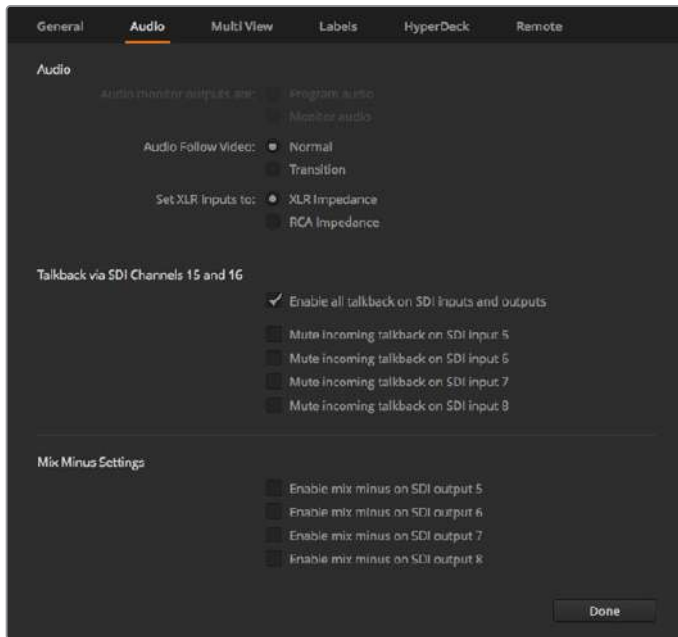 General Audio Multi View Labels HyperDeck Remote
Audio
Audio monitor outputs are: Program audio
Monitor audio
Audio Follow Video: Normal
Transition
Set XLR Inputs to: XLR Impedance
RCA Impedance
Talkback via SDI Channels 15 and 16
Enable all talkback on SDI inputs and outputs
Mute incoming talkback on SDI input 5
Mute incoming talkback on SDI input 6
Mute incoming talkback on SDI input 7
Mute incoming talkback on SDI input 8
Mix Minus Settings
Enable mix minus on SDI output 5
Enable mix minus on SDI output 6
Enable mix minus on SDI output 7
Enable mix minus on SDI output 8
Done